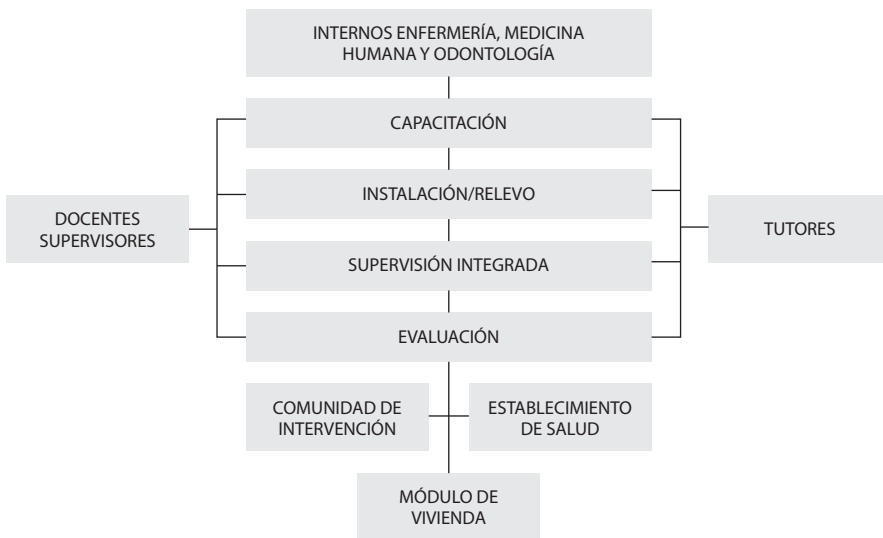 INTERNOS ENFERMERÍA, MEDICINA
HUMANA Y ODONTOLOGÍA
CAPACITACIÓN
INSTALACIÓN/RELEVO
DOCENTES
SUPERVISORES
TUTORES
SUPERVISIÓN INTEGRADA
EVALUACIÓN
COMUNIDAD DE
INTERVENCIÓN
ESTABLECIMIENTO
DE SALUD
MÓDULO DE
VIVIENDA